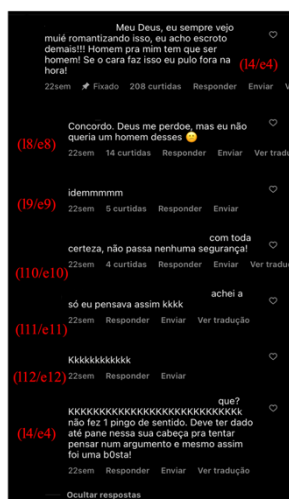 Meu Deus, eu sempre vejo
muié romantizando isso, eu acho escroto
demais!!! Homem pra mim tem que ser
homem! Se o cara faz isso eu pulo fora na
hora!
(I4/e4)
22sem Fixado 208 curtidas Responder Enviar V
Concordo. Deus me perdoe, mas eu não
queria um homem desses 😕
(I8/e8)
22sem 14 curtidas Responder Enviar Ver tradu
idemmmmm
(I9/e9)
22sem 5 curtidas Responder Enviar
com toda
certeza, não passa nenhuma segurança!
(I10/e10)
22sem 4 curtidas Responder Enviar Ver traduç
achei a
só eu pensava assim kkkk
(I11/e11)
22sem Responder Enviar Ver tradução
Kkkkkkkkkkkk
(I12/e12)
22sem Responder Enviar
que?
KKKKKKKKKKKKKKKKKKKKKKKKKKKk
(I4/e4)
não fez 1 pingo de sentido. Deve ter dado
até pane nessa sua cabeça pra tentar
pensar num argumento e mesmo assim
foi uma b0sta!
22sem Responder Enviar Ver tradução
Ocultar respostas